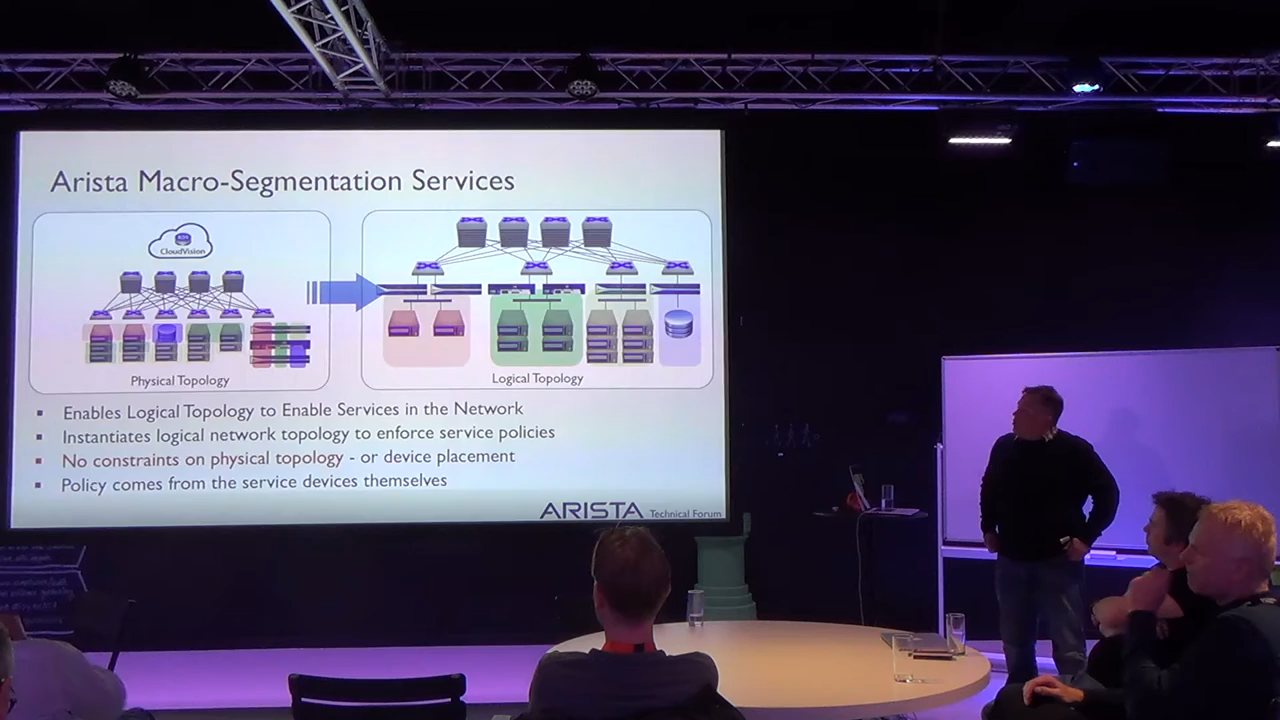 Arista Macro-Segmentation Services
CloudVision
Physical Topology
Logical Topology
Enables Logical Topology to Enable Services in the Network
Instantiates logical network topology to enforce service policies
No constraints on physical topology - or device placement
Policy comes from the service devices themselves
ARISTA Technical Forum